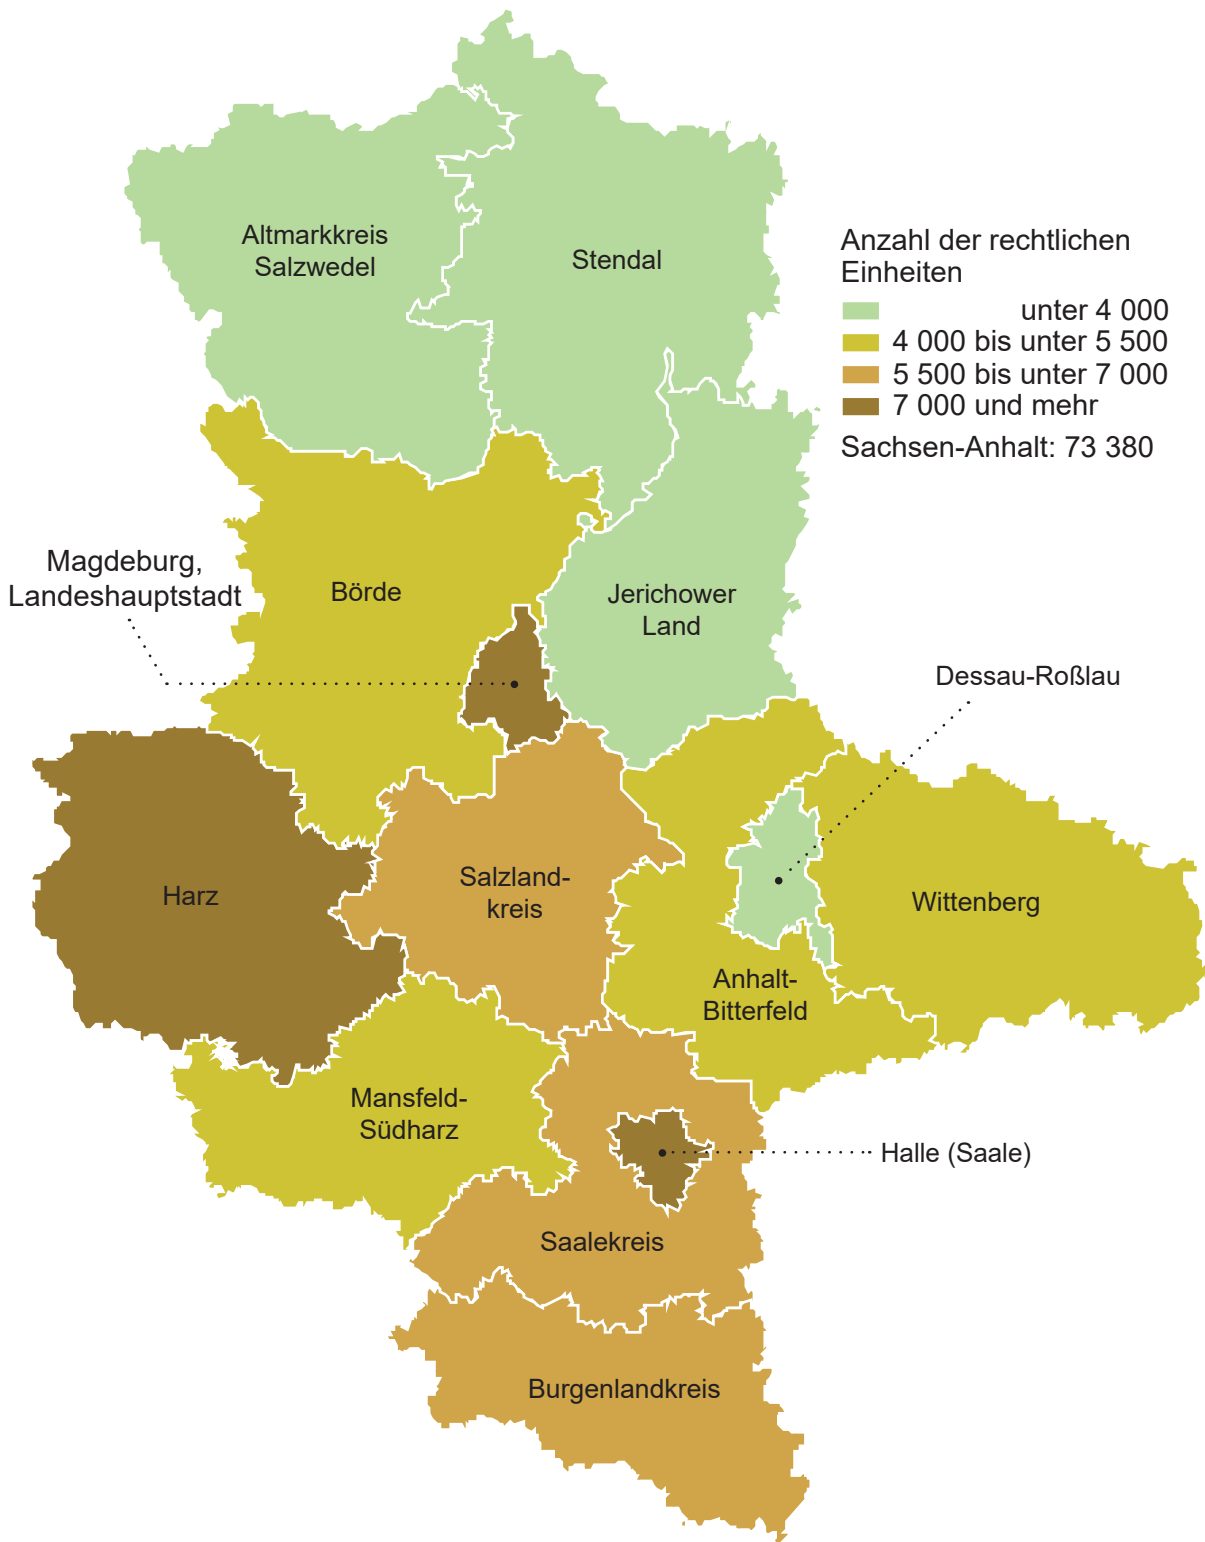 Altmarkkreis
Salzwedel
Stendal
Anzahl der rechtlichen
Einheiten
unter 4 000
4 000 bis unter 5 500
5 500 bis unter 7 000
7 000 und mehr
Sachsen-Anhalt: 73 380
Magdeburg,
Landeshauptstadt
Börde
Jerichower
Land
Dessau-Roßlau
Harz
Salzland-
kreis
Wittenberg
Anhalt-
Bitterfeld
Mansfeld-
Südharz
Halle (Saale)
Saalekreis
Burgenlandkreis